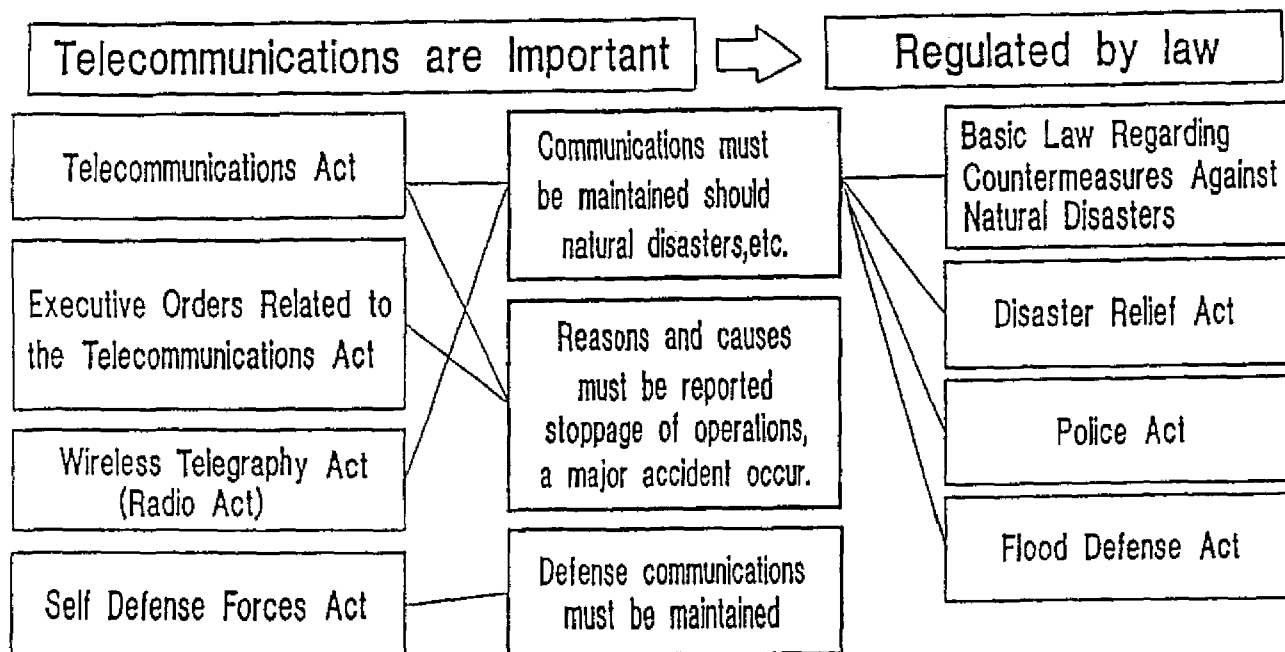 Telecommunications are Important
Regulated by law
Telecommunications Act
Executive Orders Related to
the Telecommunications Act
Wireless Telegraphy Act
(Radio Act)
Self Defense Forces Act
Communications must
be maintained should
natural disasters,etc.
Reasons and causes
must be reported
stoppage of operations,
a major accident occur.
Defense communications
must be maintained
Basic Law Regarding
Countermeasures Against
Natural Disasters
Disaster Relief Act
Police Act
Flood Defense Act